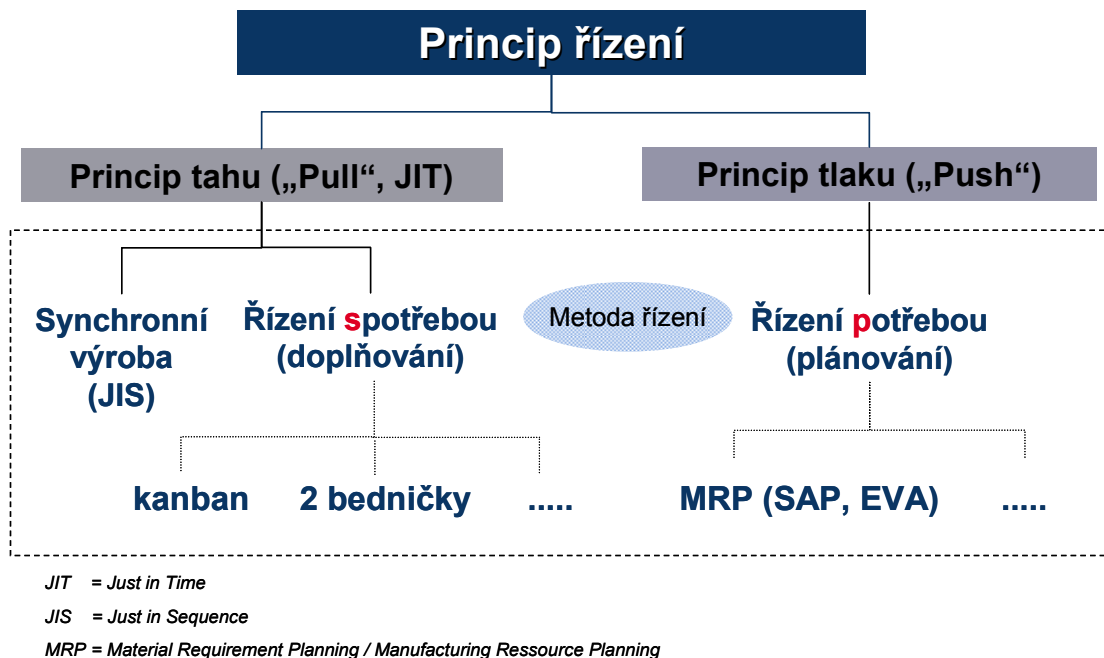 Princip řízení
Princip tahu („Pull“, JIT)
Princip tlaku („Push“)
Synchronní
výroba
(JIS)
Řízení spotřebou
(doplňování)
Metoda řízení
Řízení potřebou
(plánování)
kanban
2 bedničky
.....
MRP (SAP, EVA)
.....
JIT = Just in Time
JIS = Just in Sequence
MRP = Material Requirement Planning / Manufacturing Ressource Planning